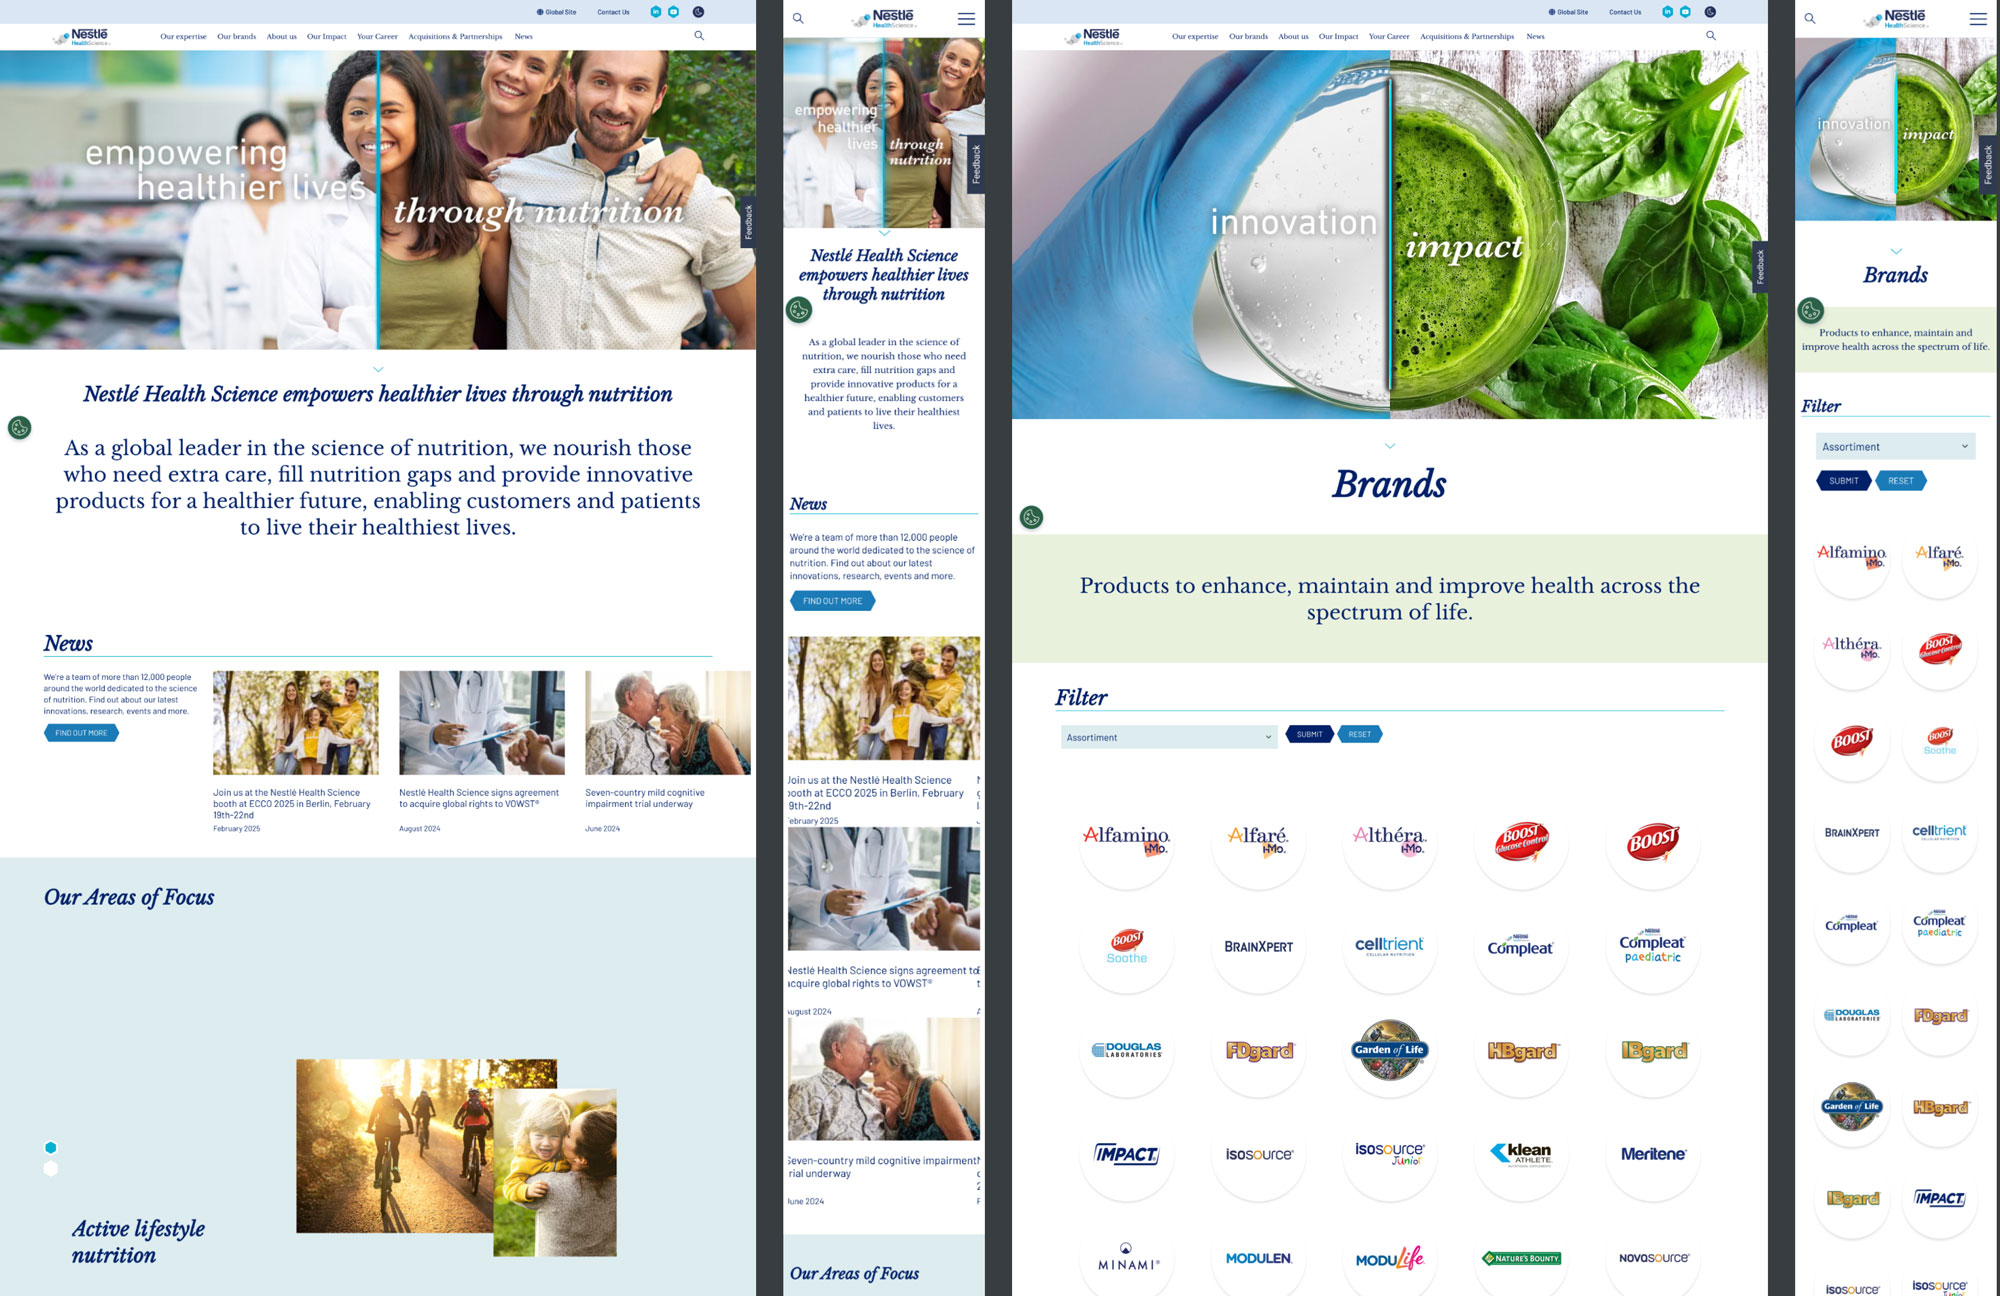 Global Site
Contact Us
Nestlé
HealthScience
Our expertise
Our brands
About us
Our Impact
Your Career
Acquisitions & Partnerships
News
empowering
healthier lives
through nutrition
Feedback
Nestlé Health Science empowers healthier lives through nutrition
As a global leader in the science of nutrition, we nourish those
who need extra care, fill nutrition gaps and provide innovative
products for a healthier future, enabling customers and patients
to live their healthiest lives.
News
We're a team of more than 12,000 people
around the world dedicated to the science
of nutrition. Find out about our latest
innovations, research, events and more.
FIND OUT MORE
Join us at the Nestlé Health Science
booth at ECCO 2025 in Berlin, February
19th-22nd
February 2025
Nestlé Health Science signs agreement
to acquire global rights to VOWST®
August 2024
Seven-country mild cognitive
impairment trial underway
June 2024
Our Areas of Focus
Active lifestyle
nutrition
Nestlé
HealthScience
empowering
healthier
lives
through
nutrition
Feedback
Nestlé Health Science
empowers healthier lives
through nutrition
As a global leader in the science of
nutrition, we nourish those who need
extra care, fill nutrition gaps and
provide innovative products for a
healthier future, enabling customers
and patients to live their healthiest
lives.
News
We're a team of more than 12,000 people
around the world dedicated to the science of
nutrition. Find out about our latest
innovations, research, events and more.
FIND OUT MORE
Join us at the Nestlé Health Science
booth at ECCO 2025 in Berlin, February
19th-22nd
February 2025
Nestlé Health Science signs agreement to
acquire global rights to VOWST®
August 2024
Seven-country mild cognitive impairment
trial underway
June 2024
Our Areas of Focus
Global Site
Contact Us
Nestlé
HealthScience
Our expertise
Our brands
About us
Our Impact
Your Career
Acquisitions & Partnerships
News
innovation
impact
Feedback
Brands
Products to enhance, maintain and improve health across the
spectrum of life.
Filter
Assortiment
SUBMIT
RESET
Alfamino
HMO.
Alfaré
HMO.
Althéra
HMO.
BOOST
Glucose Control
BOOST
BOOST
Soothe
BRAINXPERT
celltrient
CELLULAR NUTRITION
Compleat
Compleat
paediatric
DOUGLAS
LABORATORIES
FDgard
Garden of Life
HBgard
IBgard
IMPACT
ISOSOURCE
ISOSOURCE
Junior
klean
ATHLETE
Meritene
MINAMI
MODULEN
MODULife
NATURE'S BOUNTY
NOVASOURCE
Nestlé
HealthScience
innovation
impact
Feedback
Brands
Products to enhance, maintain and
improve health across the spectrum of life.
Filter
Assortiment
SUBMIT
RESET
Alfamino
HMO.
Alfaré
HMO.
Althéra
HMO.
BOOST
Glucose Control
BOOST
BOOST
Soothe
BRAINXPERT
celltrient
CELLULAR NUTRITION
Compleat
Compleat
paediatric
DOUGLAS
LABORATORIES
FDgard
Garden of Life
HBgard
IBgard
IMPACT
ISOSOURCE
ISOSOURCE